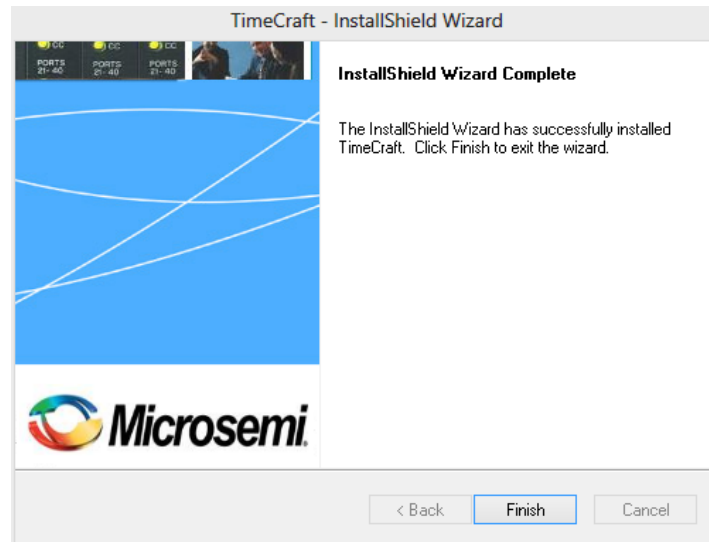 TimeCraft - InstallShield Wizard
CC CC CC
PORTS PORTS PORTS
21-40 21-40 21-40
InstallShield Wizard Complete
The InstallShield Wizard has successfully installed
TimeCraft. Click Finish to exit the wizard.
Microsemi.
< Back Finish Cancel